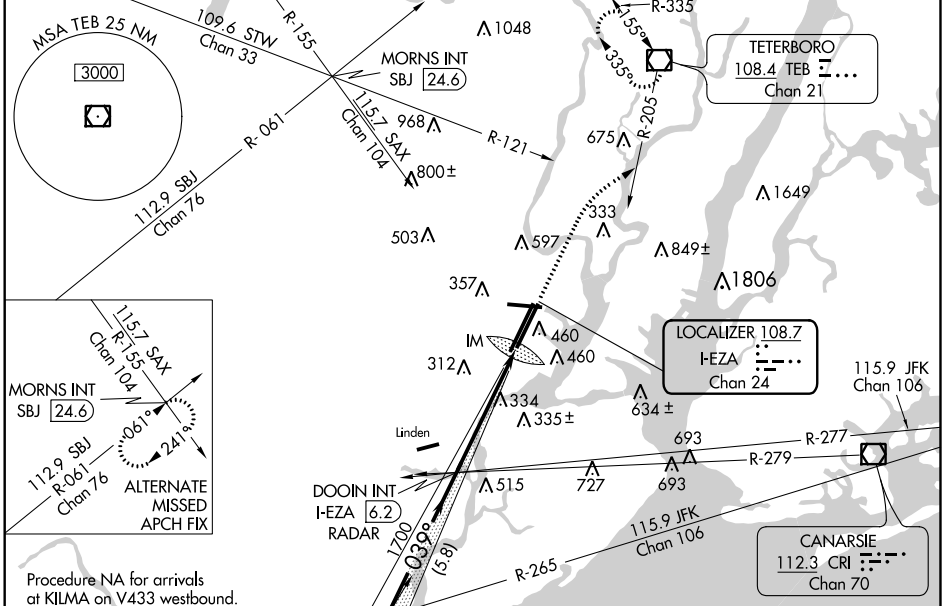 MSA TEB 25 NM
3000
109.6 STW
Chan 33
R-155
MORNS INT
SBJ 24.6
1048
R-335
155°
335°
TETERBORO
108.4 TEB
Chan 21
R-205
R-061
112.9 SBJ
Chan 76
115.7 SAX
Chan 104
968
800±
R-121
675
1649
503
597
333
849±
357
1806
IM
460
460
312
LOCALIZER 108.7
I-EZA
Chan 24
334
335±
634±
115.9 JFK
Chan 106
115.7 SAX
R-155
Chan 104
MORNS INT
SBJ 24.6
061°
241°
112.9 SBJ
R-061
Chan 76
ALTERNATE
MISSED
APCH FIX
Linden
693
R-277
R-279
DOOIN INT
I-EZA 6.2
RADAR
515
727
693
1700
039°
(5.8)
R-265
115.9 JFK
Chan 106
CANARSIE
112.3 CRI
Chan 70
Procedure NA for arrivals
at KILMA on V433 westbound.